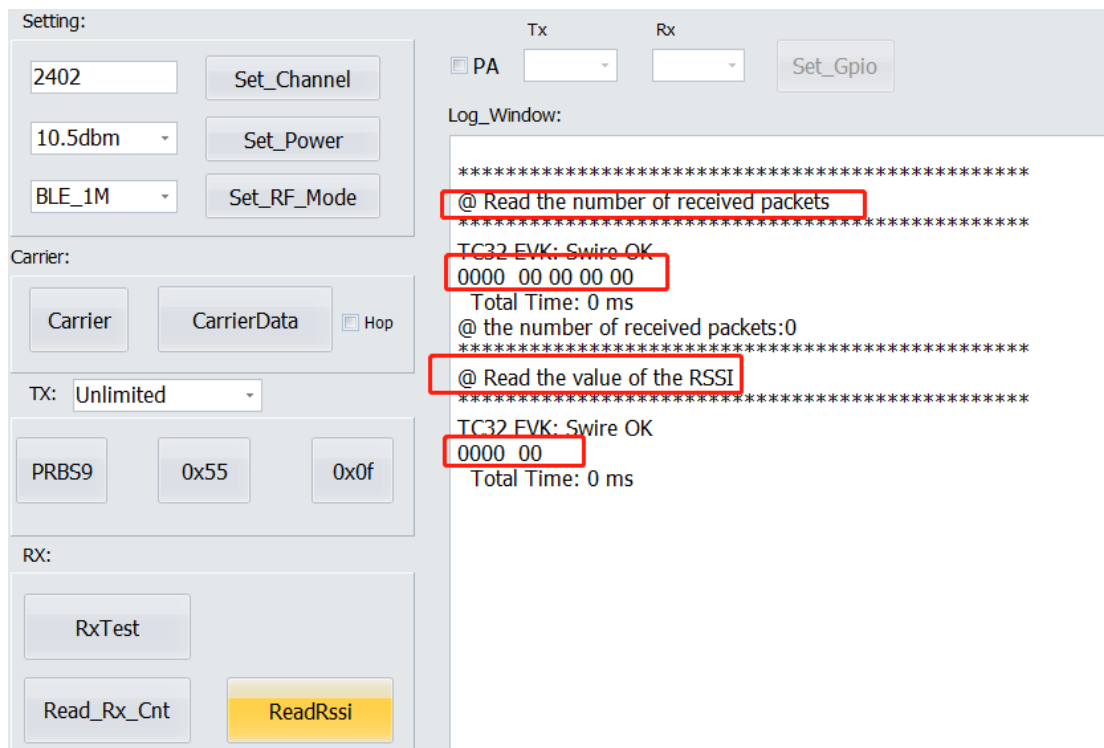 Setting:
2402
Set_Channel
10.5dbm
Set_Power
BLE_1M
Set_RF_Mode
Carrier:
Carrier
CarrierData
Hop
TX:
Unlimited
PRBS9
0x55
0x0f
RX:
RxTest
Read_Rx_Cnt
ReadRssi
Tx
Rx
PA
Set_Gpio
Log_Window:
***********************************************
@ Read the number of received packets
***********************************************
TC32 EVK: Swire OK
0000 00 00 00 00
Total Time: 0 ms
@ the number of received packets:0
***********************************************
@ Read the value of the RSSI
***********************************************
TC32 EVK: Swire OK
0000 00
Total Time: 0 ms